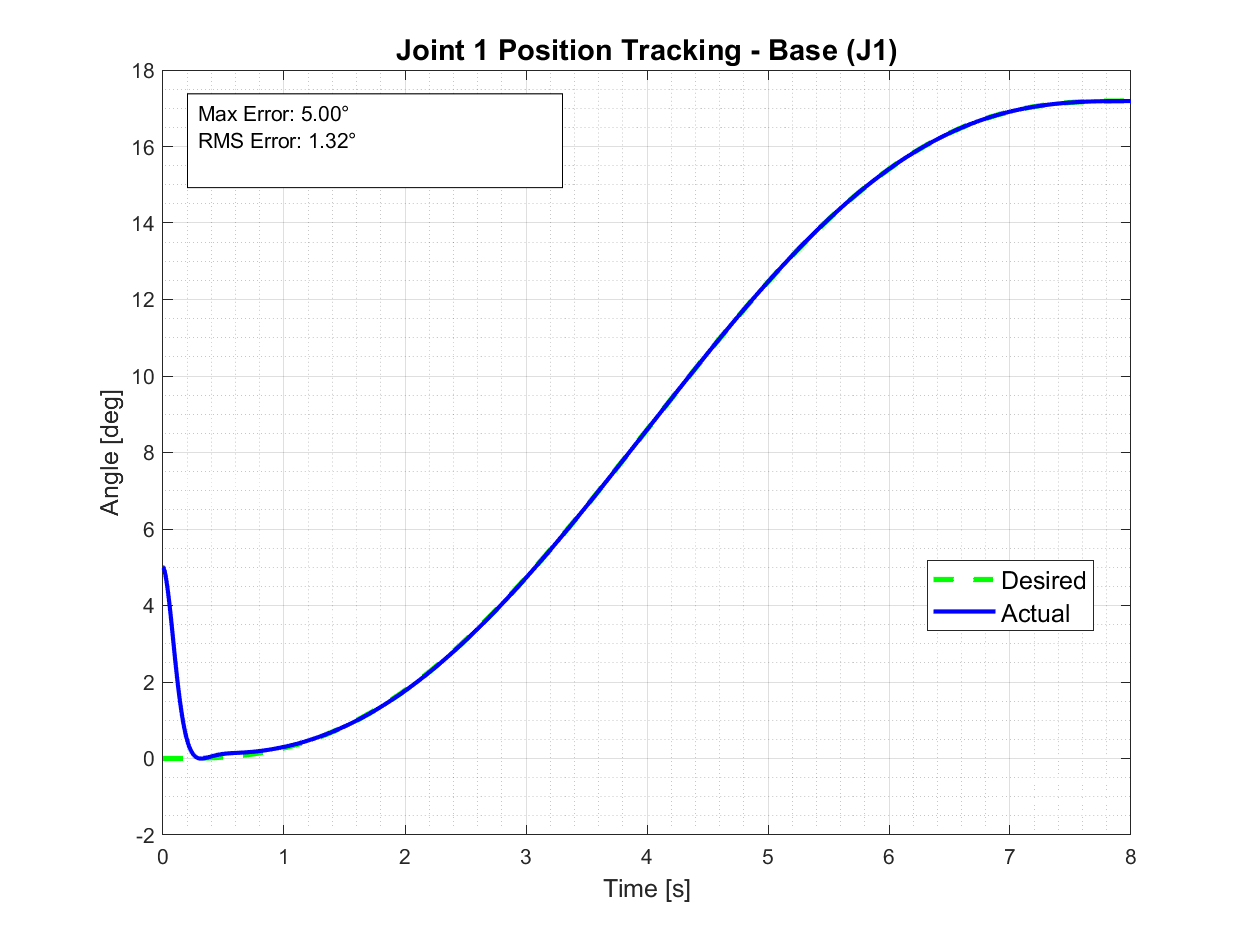 Joint 1 Position Tracking - Base (J1)
18
16
14
12
10
8
6
4
2
0
-2
Max Error: 5.00°
RMS Error: 1.32°
Angle [deg]
Desired
Actual
0 1 2 3 4 5 6 7 8
Time [s]